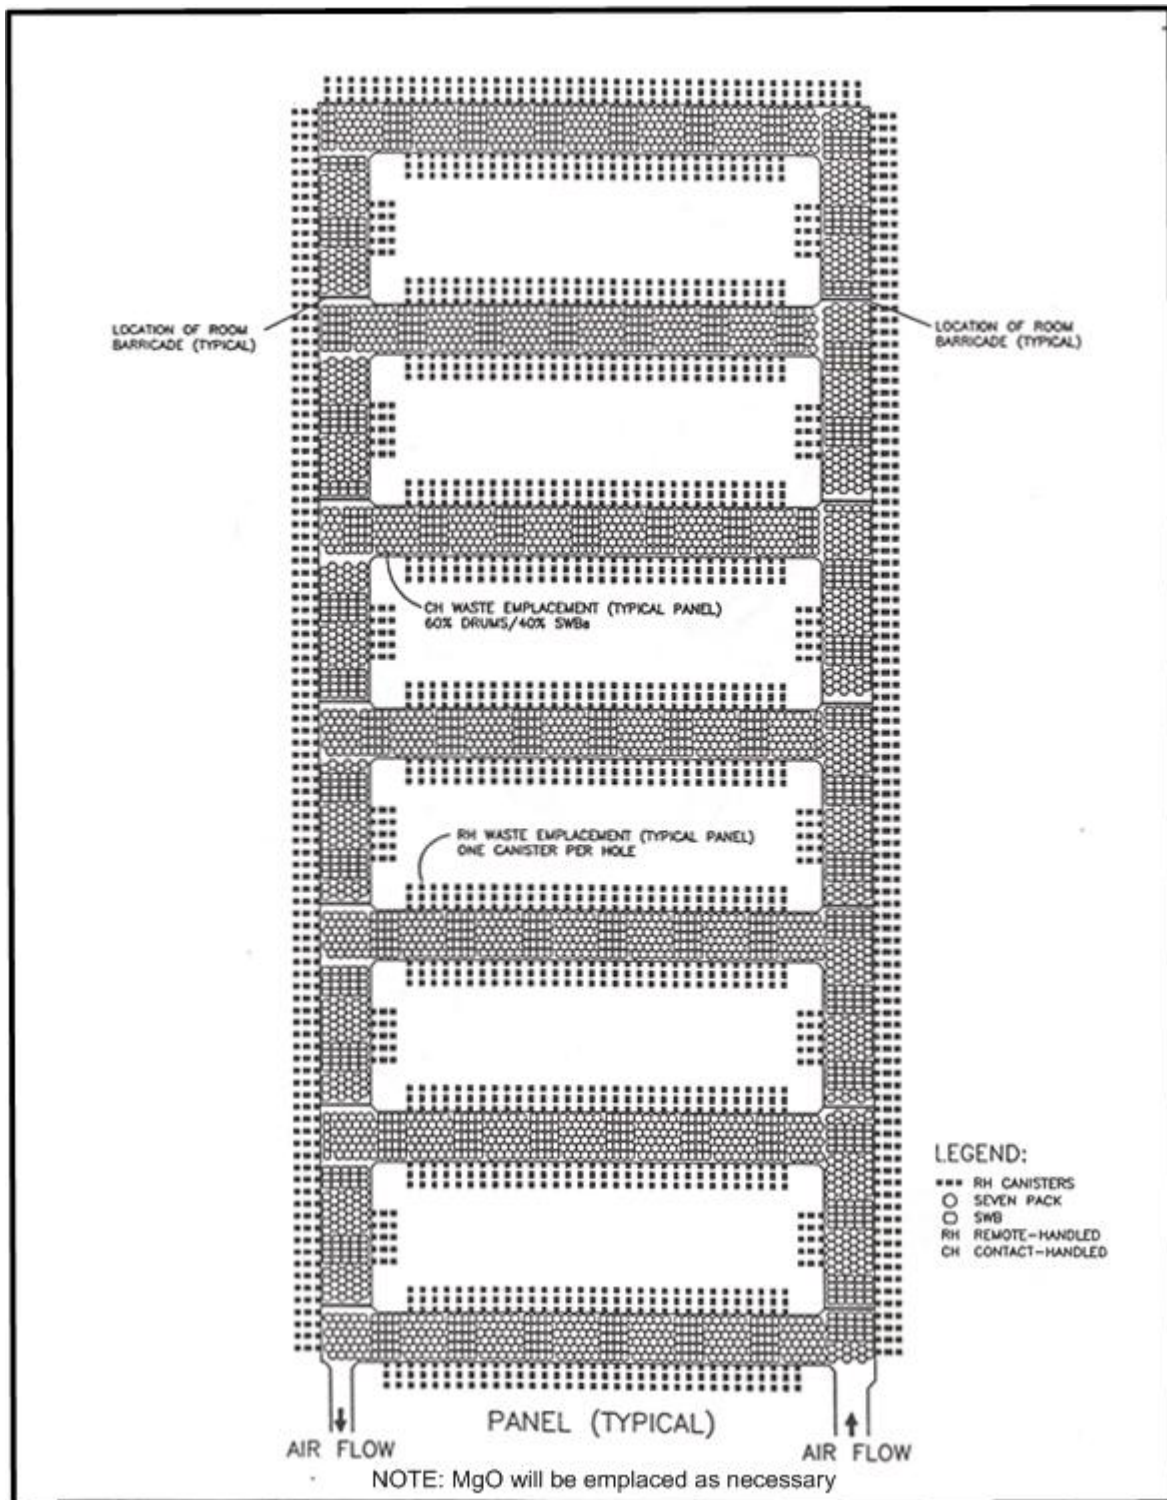 LOCATION OF ROOM
BARRICADE (TYPICAL)
LOCATION OF ROOM
BARRICADE (TYPICAL)
CH WASTE EMPLACEMENT (TYPICAL PANEL)
60% DRUMS/40% SWBs
RH WASTE EMPLACEMENT (TYPICAL PANEL)
ONE CANISTER PER HOLE
LEGEND:
RH CANISTERS
SEVEN PACK
SWB
RH REMOTE-HANDLED
CH CONTACT-HANDLED
PANEL (TYPICAL)
AIR FLOW
AIR FLOW
NOTE: MgO will be emplaced as necessary